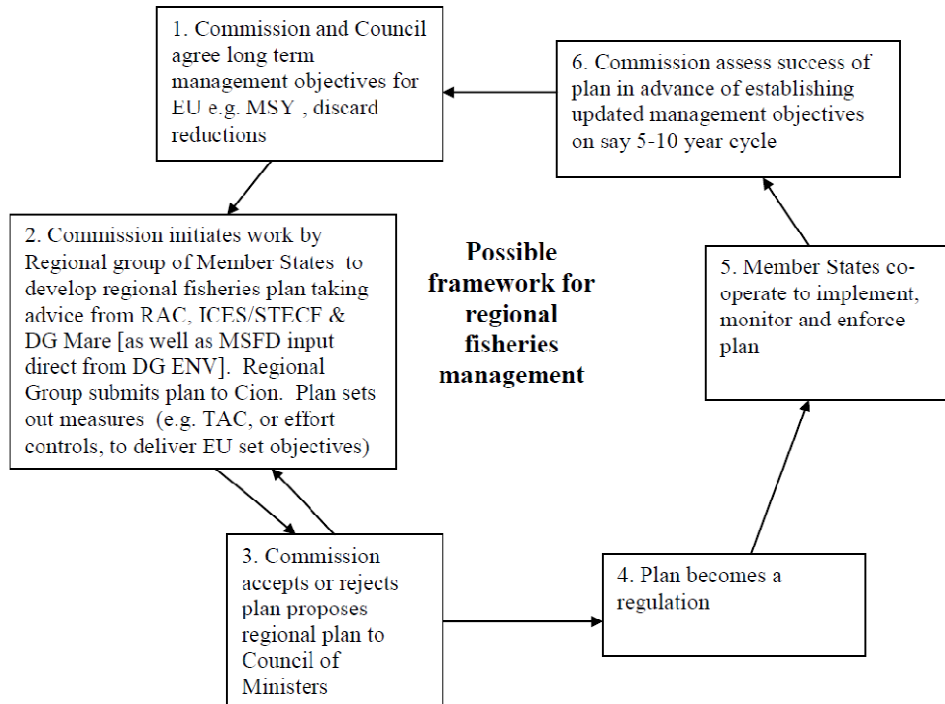 1. Commission and Council
agree long term
management objectives for
EU e.g. MSY , discard
reductions
6. Commission assess success of
plan in advance of establishing
updated management objectives
on say 5-10 year cycle
2. Commission initiates work by
Regional group of Member States to
develop regional fisheries plan taking
advice from RAC, ICES/STECF &
DG Mare [as well as MSFD input
direct from DG ENV]. Regional
Group submits plan to Cion. Plan sets
out measures (e.g. TAC, or effort
controls, to deliver EU set objectives)
Possible
framework for
regional
fisheries
management
5. Member States co-
operate to implement,
monitor and enforce
plan
3. Commission
accepts or rejects
plan proposes
regional plan to
Council of
Ministers
4. Plan becomes a
regulation